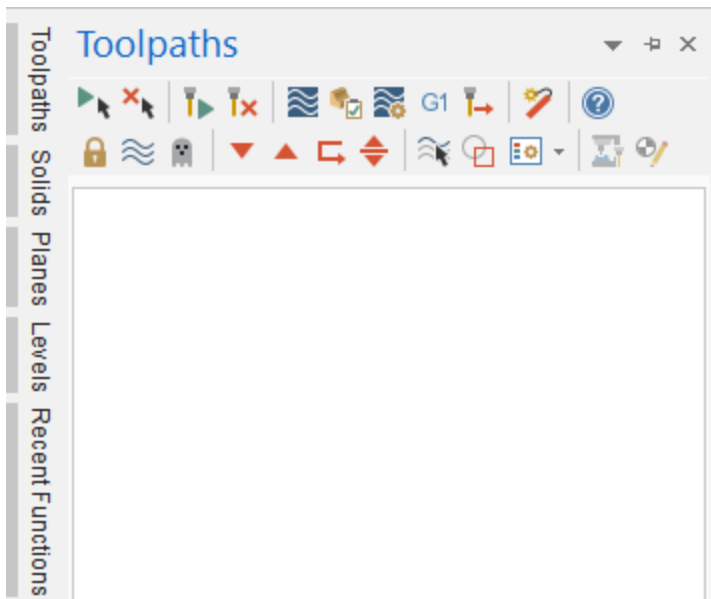 Toolpaths
G1
Toolpaths
Solids
Planes
Levels
Recent Functions